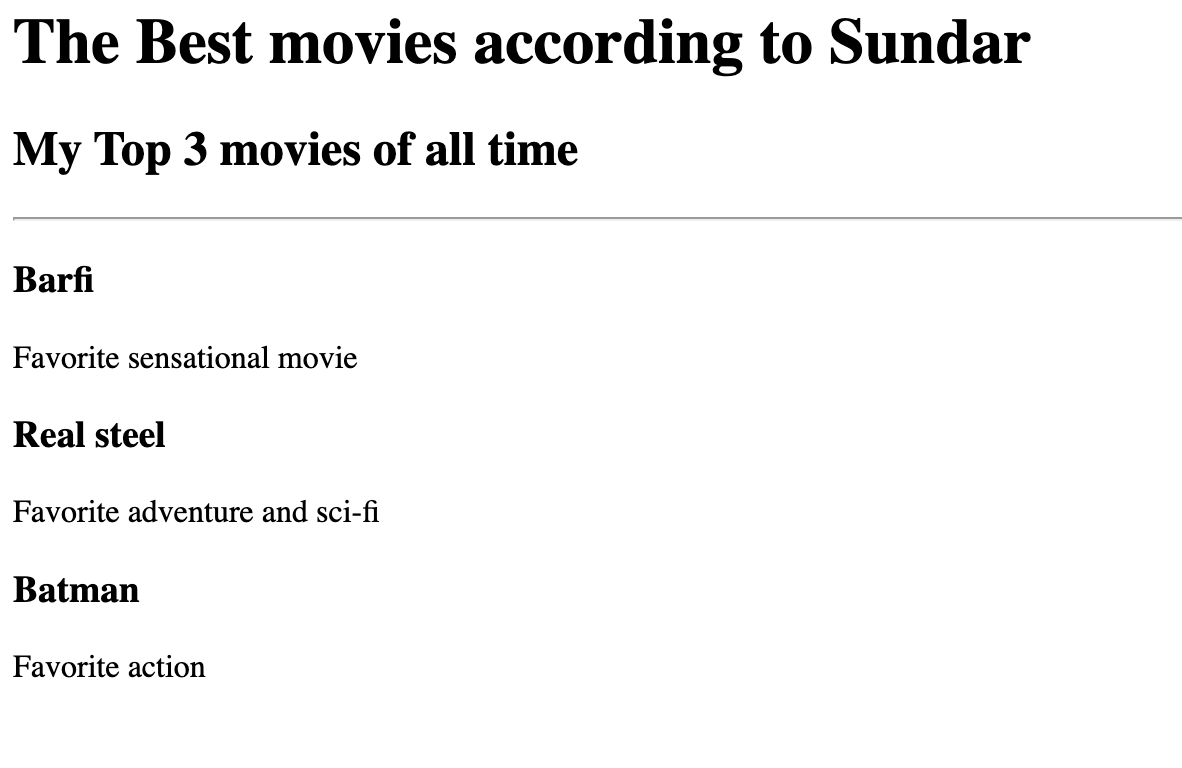 The Best movies according to Sundar
My Top 3 movies of all time
Barfi
Favorite sensational movie
Real steel
Favorite adventure and sci-fi
Batman
Favorite action